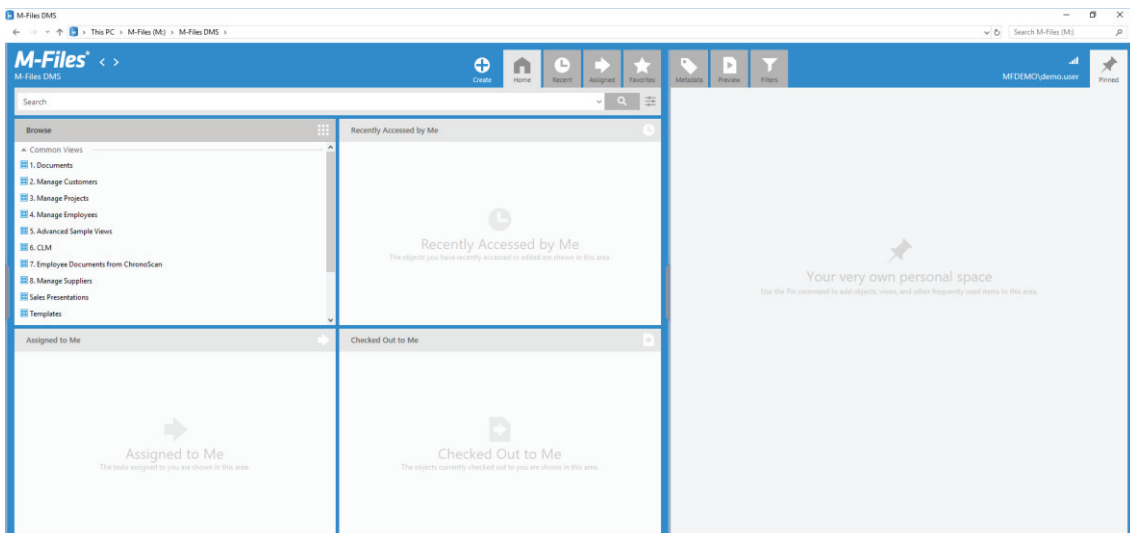 M-Files DMS
This PC > M-Files (M:) > M-Files DMS >
Search M-Files (M:)
M-Files®
M-Files DMS
Create
Home
Recent
Assigned
Favorites
Metadata
Preview
Filters
MFDEMO\demo.user
Pinned
Search
Browse
Common Views
1. Documents
2. Manage Customers
3. Manage Projects
4. Manage Employees
5. Advanced Sample Views
6. CLM
7. Employee Documents from ChronoScan
8. Manage Suppliers
Sales Presentations
Templates
Recently Accessed by Me
Recently Accessed by Me
The objects you have recently accessed or edited are shown in this area.
Your very own personal space
Use the Pin command to add objects, views, and other frequently used items to this area.
Assigned to Me
Assigned to Me
The tasks assigned to you are shown in this area.
Checked Out to Me
Checked Out to Me
The objects currently checked out to you are shown in this area.